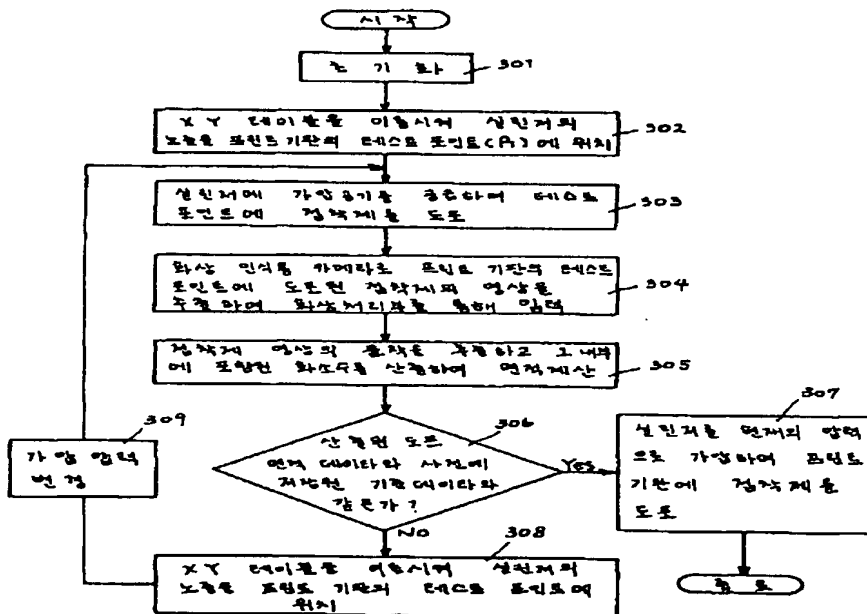 시작
초기화
301
XY 테이블을 이동시켜 실린저의
노즐을 프린트기판의 테스트 포인트(Pt)에 위치
302
실린저에 가압공기를 공급하여 테스트
포인트에 접착제를 도포
303
화상 인식용 카메라로 프린트 기판의 테스트
포인트에 도포된 접착제의 영상을
추출하여 화상처리부를 통해 입력
304
접착제 영상의 윤곽을 추출하고 그 내부
에 포함된 화소수를 산출하여 면적계산
305
306
산출된 도포
면적 데이타와 사전에
저장된 기준데이타와
같은가?
YES
307
실린저를 현재의 압력
으로 가압하여 프린트
기판에 접착제를
도포
종료
NO
308
XY 테이블을 이동시켜 실린저의
노즐을 프린트 기판의 테스트 포인트에
위치
309
가압 압력
변경